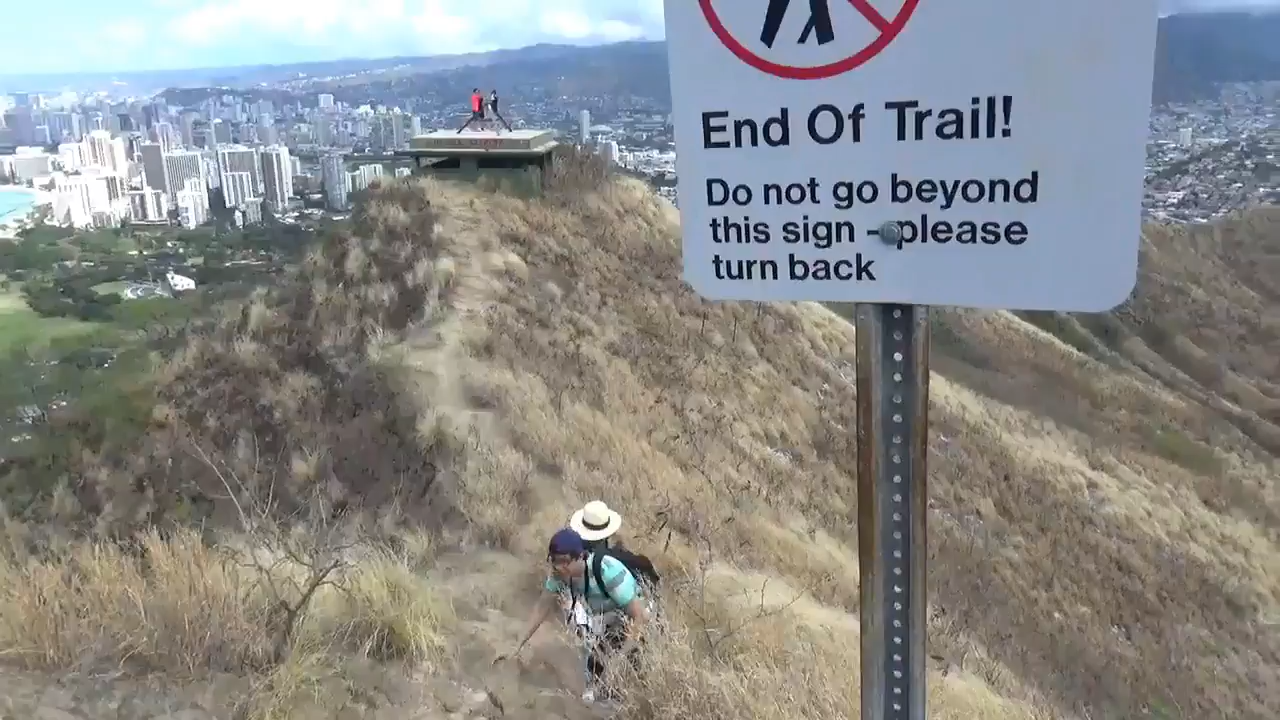 End Of Trail!
Do not go beyond
this sign - please
turn back